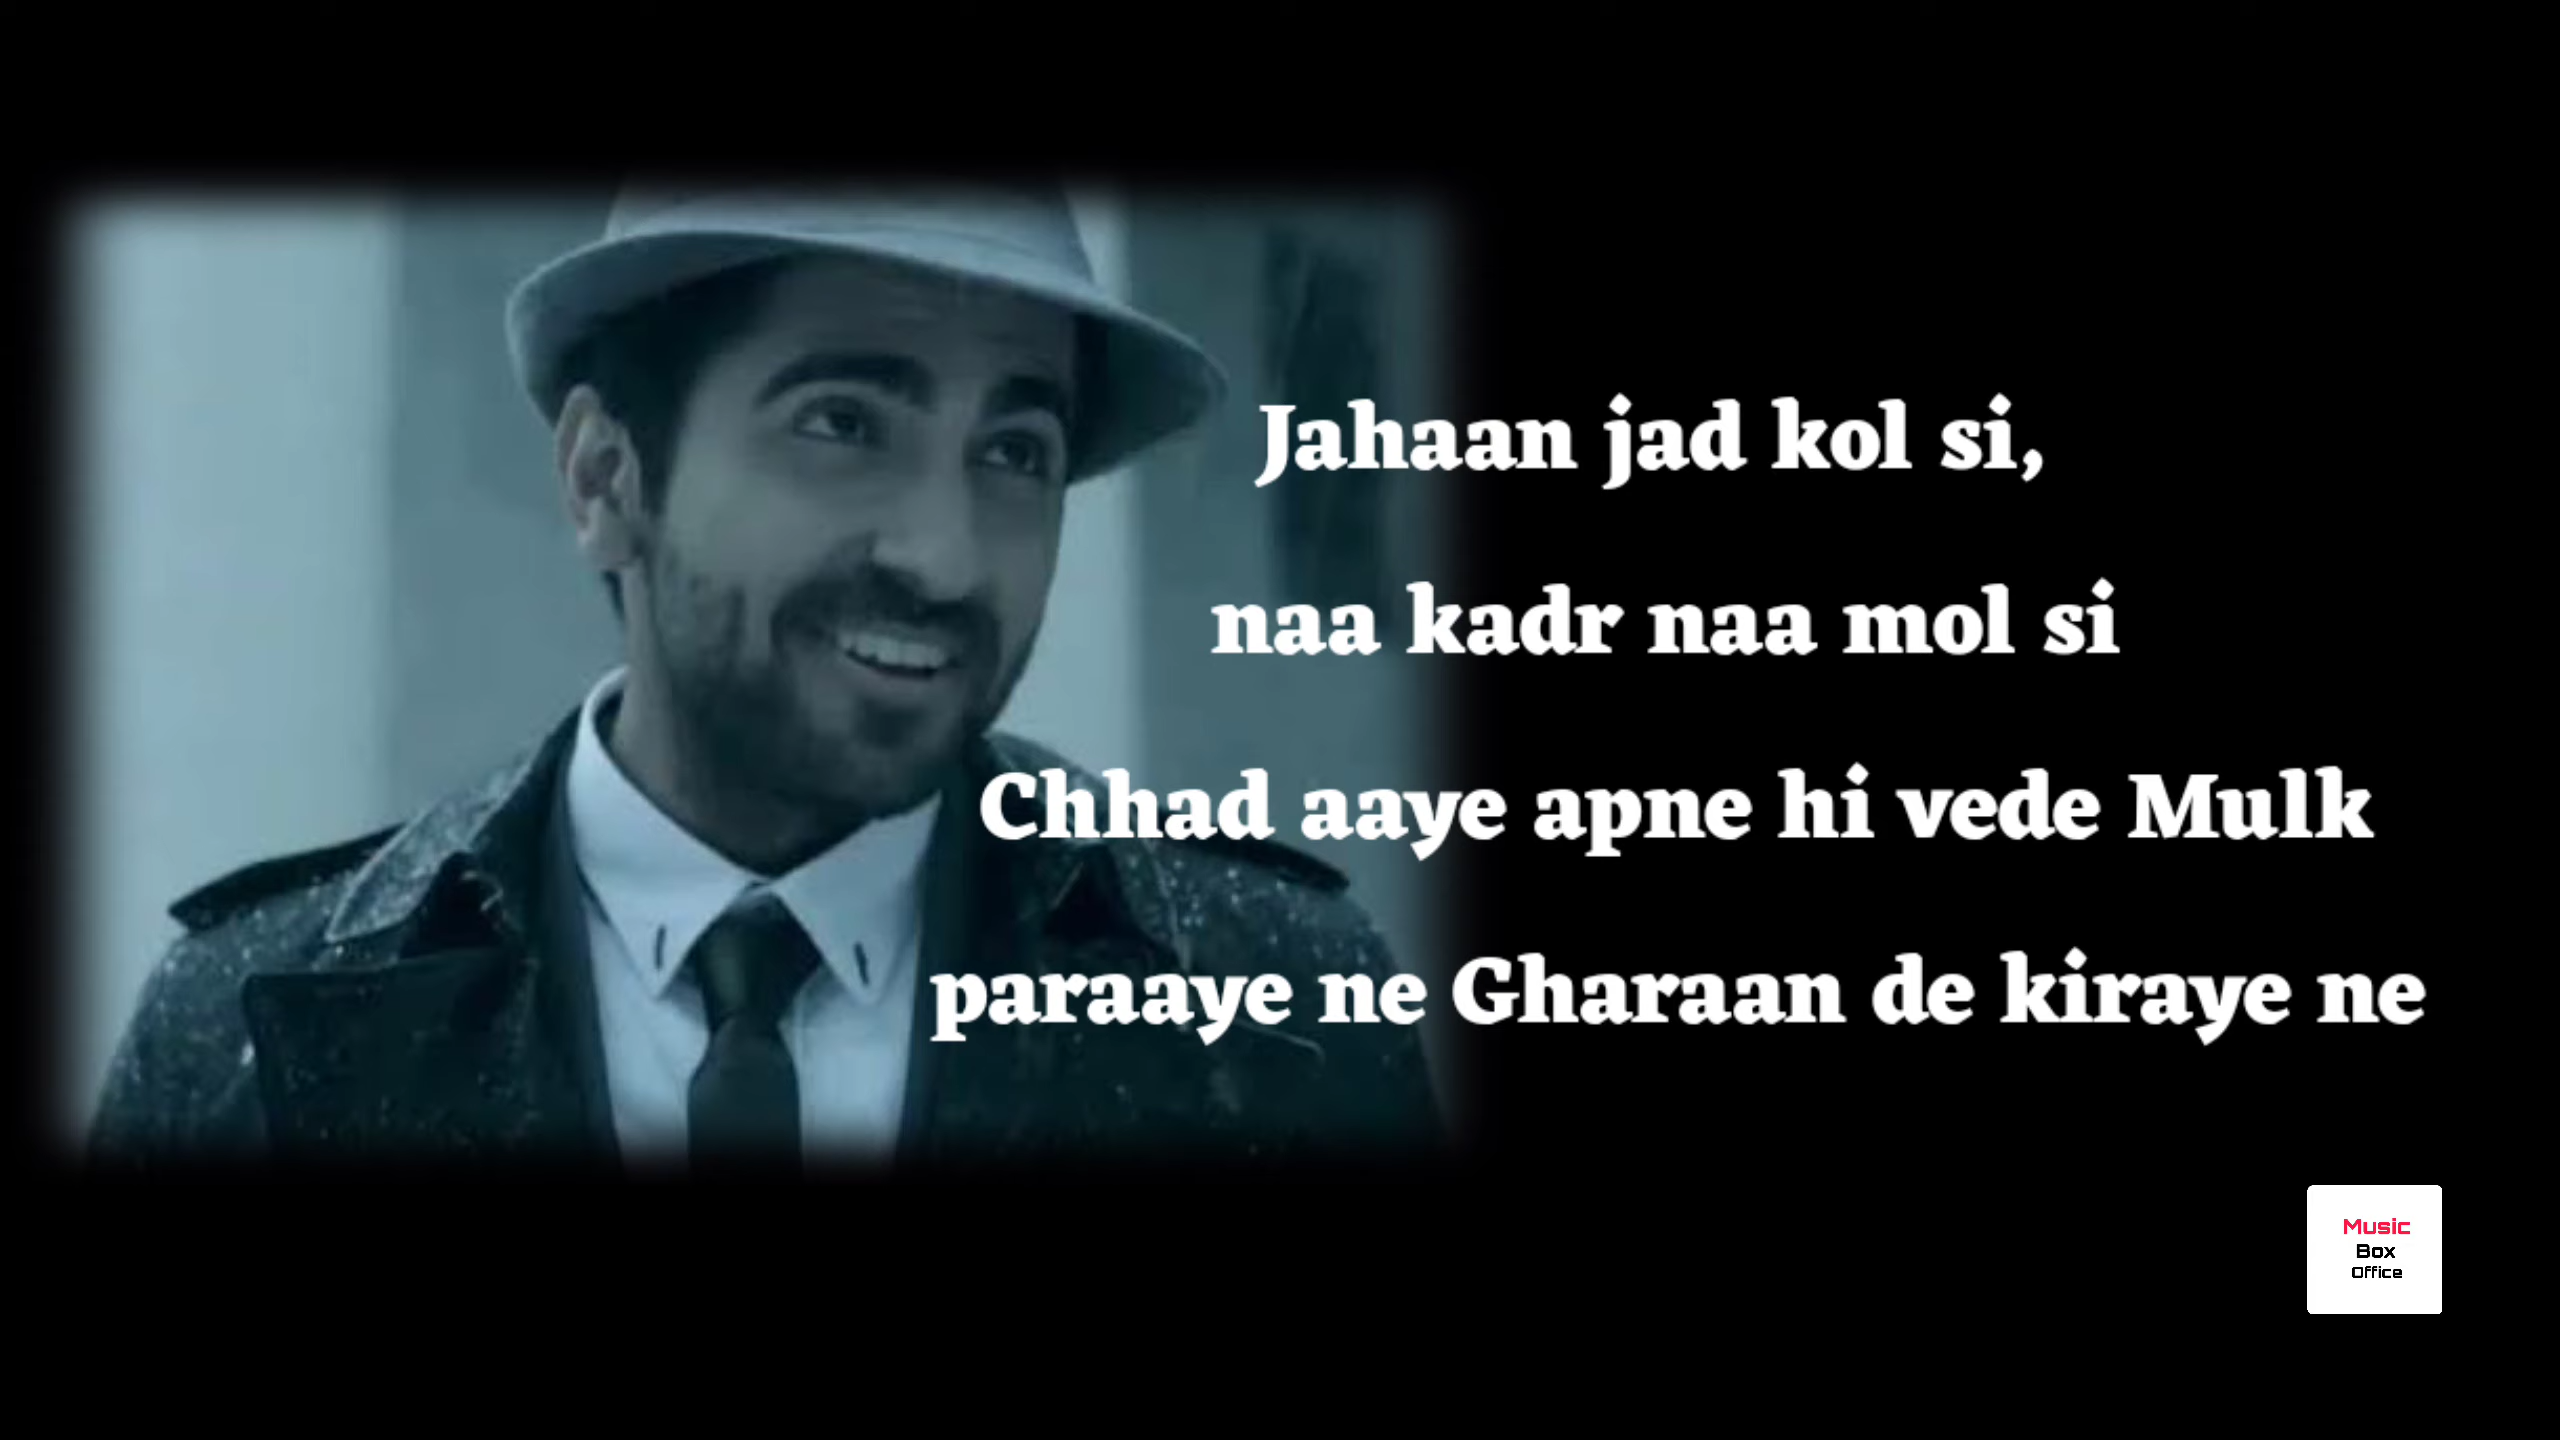 Jahaan jad kol si,
naa kadr naa mol si
Chhad aaye apne hi vede Mulk
paraaye ne Gharaan de kiraye ne
Music
Box
Office